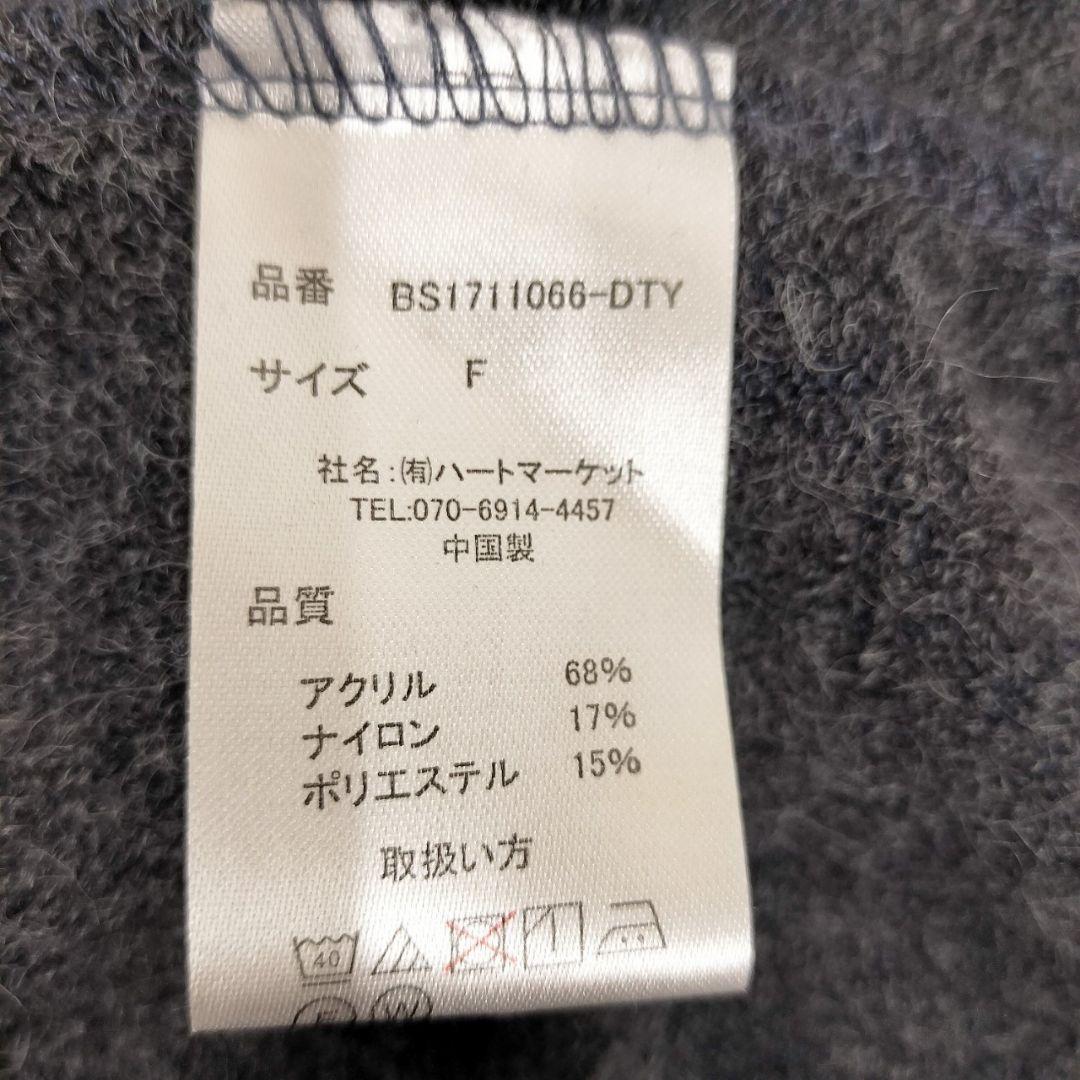 品番 BS1711066-DTY
サイズ F
社名:㈲ハートマーケット
TEL:070-6914-4457
中国製
品質
アクリル 68%
ナイロン 17%
ポリエステル 15%
取扱い方
40
W